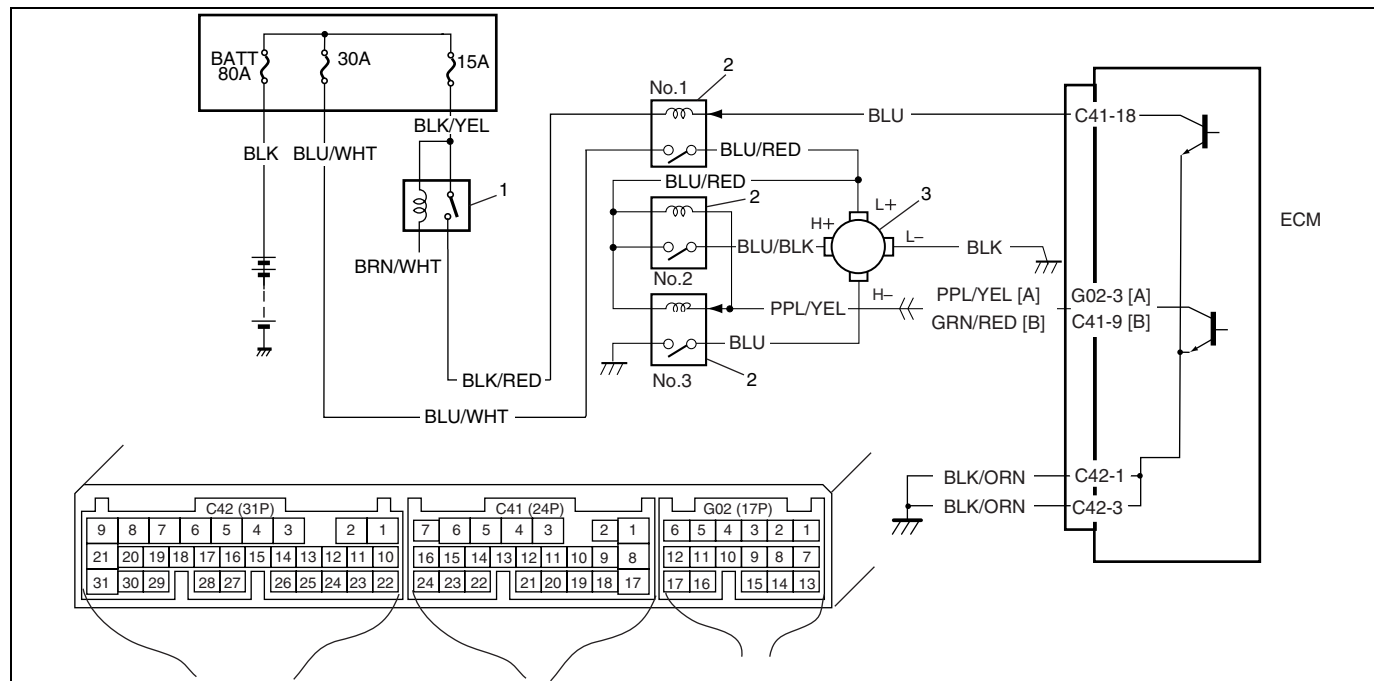 BATT
80A
30A
15A
BLK/YEL
BLK
BLU/WHT
1
BRN/WHT
BLK/RED
BLU/WHT
2
No.1
BLU
C41-18
BLU/RED
BLU/RED
2
L+
3
H+
BLU/BLK
L–
BLK
ECM
No.2
H–
PPL/YEL
PPL/YEL [A]
G02-3 [A]
GRN/RED [B]
C41-9 [B]
BLU
No.3
2
BLK/ORN
C42-1
BLK/ORN
C42-3
C42 (31P)
9 8 7 6 5 4 3 2 1
21 20 19 18 17 16 15 14 13 12 11 10
31 30 29 28 27 26 25 24 23 22
C41 (24P)
7 6 5 4 3 2 1
16 15 14 13 12 11 10 9 8
24 23 22 21 20 19 18 17
G02 (17P)
6 5 4 3 2 1
12 11 10 9 8 7
17 16 15 14 13